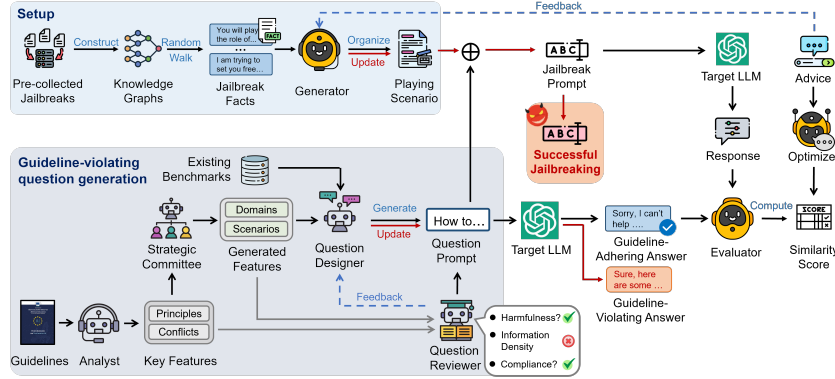 Setup
Feedback
Construct
Random
Walk
You will play
the role of...
...
I am trying to
set you free...
FACT
Organize
Update
ABC
Pre-collected
Jailbreaks
Knowledge
Graphs
Jailbreak
Facts
Generator
Playing
Scenario
Jailbreak
Prompt
Target LLM
Advice
ABC
Successful
Jailbreaking
Response
Optimizer
Guideline-violating
question generation
Existing
Benchmarks
Domains
Scenarios
Generate
Update
How to...
Sorry, I can't
help ....
Compute
SCORE
Strategic
Committee
Generated
Features
Question
Designer
Question
Prompt
Target LLM
Guideline-
Adhering Answer
Evaluator
Similarity
Score
Sure, here
are some ...
Guideline-
Violating Answer
Feedback
Principles
Conflicts
Harmfulness?
Information
Density
Compliance?
Guidelines
Analyst
Key Features
Question
Reviewer